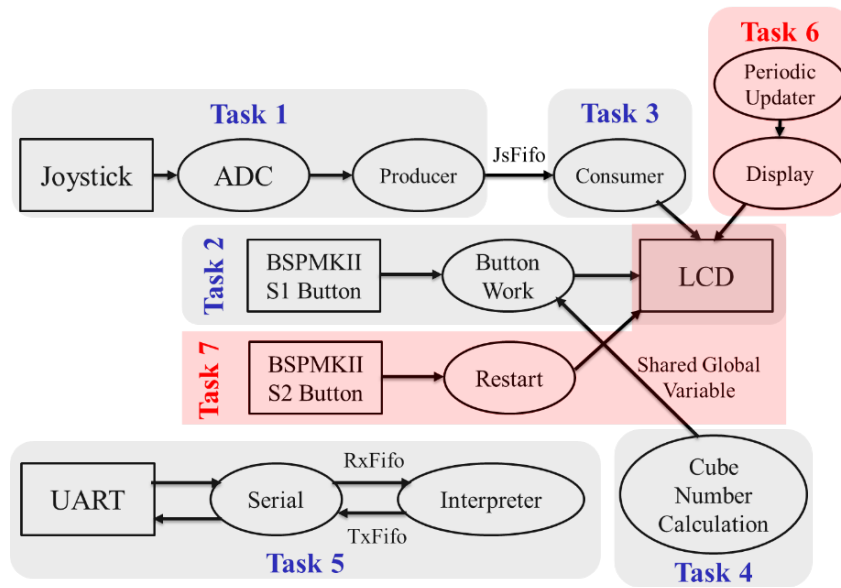 Task 6
Periodic
Updater
Display
Task 1
Joystick
ADC
Producer
JsFifo
Task 3
Consumer
Task 2
BSPMKII
S1 Button
Button
Work
LCD
Task 7
BSPMKII
S2 Button
Restart
Shared Global
Variable
UART
Serial
RxFifo
TxFifo
Interpreter
Task 5
Cube
Number
Calculation
Task 4